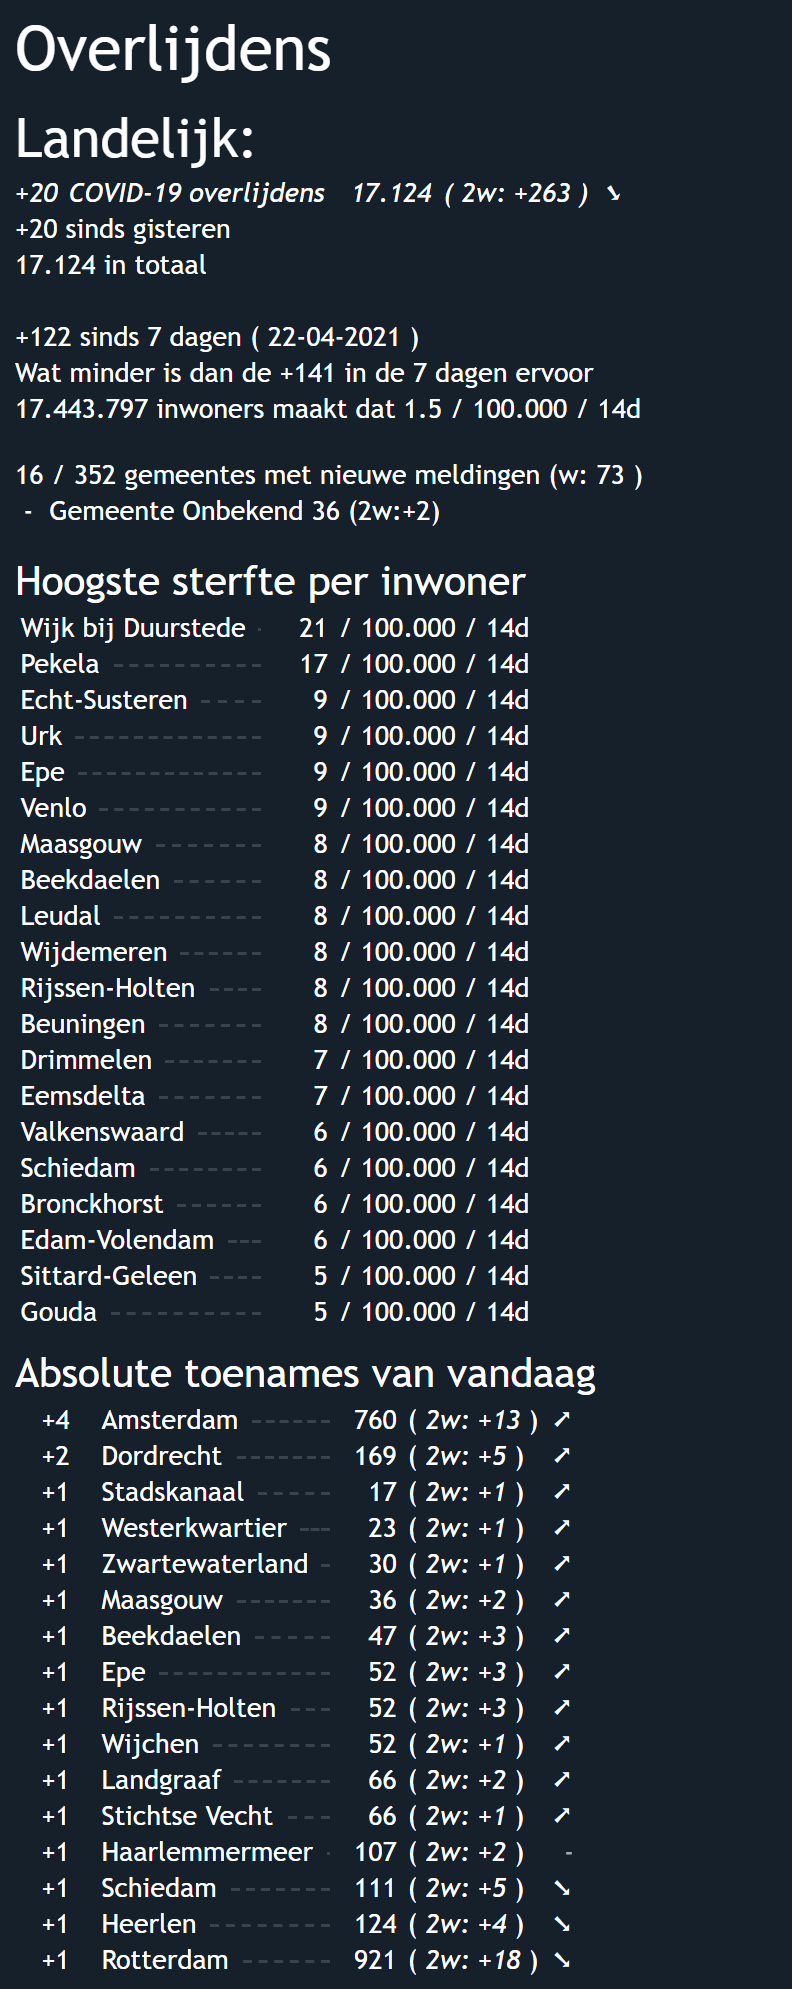 Overlijdens
Landelijk:
+20 COVID-19 overlijdens 17.124 ( 2w: +263 ) ➘
+20 sinds gisteren
17.124 in totaal
+122 sinds 7 dagen ( 22-04-2021 )
Wat minder is dan de +141 in de 7 dagen ervoor
17.443.797 inwoners maakt dat 1.5 / 100.000 / 14d
16 / 352 gemeentes met nieuwe meldingen (w: 73 )
- Gemeente Onbekend 36 (2w:+2)
Hoogste sterfte per inwoner
Wijk bij Duurstede - 21 / 100.000 / 14d
Pekela ---------- 17 / 100.000 / 14d
Echt-Susteren ---- 9 / 100.000 / 14d
Urk ------------- 9 / 100.000 / 14d
Epe ------------- 9 / 100.000 / 14d
Venlo ----------- 9 / 100.000 / 14d
Maasgouw ------- 8 / 100.000 / 14d
Beekdaelen ------ 8 / 100.000 / 14d
Leudal ---------- 8 / 100.000 / 14d
Wijdemeren ------ 8 / 100.000 / 14d
Rijssen-Holten ---- 8 / 100.000 / 14d
Beuningen ------- 8 / 100.000 / 14d
Drimmelen ------- 7 / 100.000 / 14d
Eemsdelta ------- 7 / 100.000 / 14d
Valkenswaard ----- 6 / 100.000 / 14d
Schiedam -------- 6 / 100.000 / 14d
Bronckhorst ------ 6 / 100.000 / 14d
Edam-Volendam --- 6 / 100.000 / 14d
Sittard-Geleen ---- 5 / 100.000 / 14d
Gouda ---------- 5 / 100.000 / 14d
Absolute toenames van vandaag
+4 Amsterdam ------ 760 ( 2w: +13 ) ➚
+2 Dordrecht ------- 169 ( 2w: +5 ) ➚
+1 Stadskanaal ----- 17 ( 2w: +1 ) ➚
+1 Westerkwartier --- 23 ( 2w: +1 ) ➚
+1 Zwartewaterland - 30 ( 2w: +1 ) ➚
+1 Maasgouw ------- 36 ( 2w: +2 ) ➚
+1 Beekdaelen ----- 47 ( 2w: +3 ) ➚
+1 Epe ------------ 52 ( 2w: +3 ) ➚
+1 Rijssen-Holten --- 52 ( 2w: +3 ) ➚
+1 Wijchen -------- 52 ( 2w: +1 ) ➚
+1 Landgraaf ------- 66 ( 2w: +2 ) ➚
+1 Stichtse Vecht --- 66 ( 2w: +1 ) ➚
+1 Haarlemmermeer - 107 ( 2w: +2 ) -
+1 Schiedam ------- 111 ( 2w: +5 ) ➘
+1 Heerlen -------- 124 ( 2w: +4 ) ➘
+1 Rotterdam ------ 921 ( 2w: +18 ) ➘